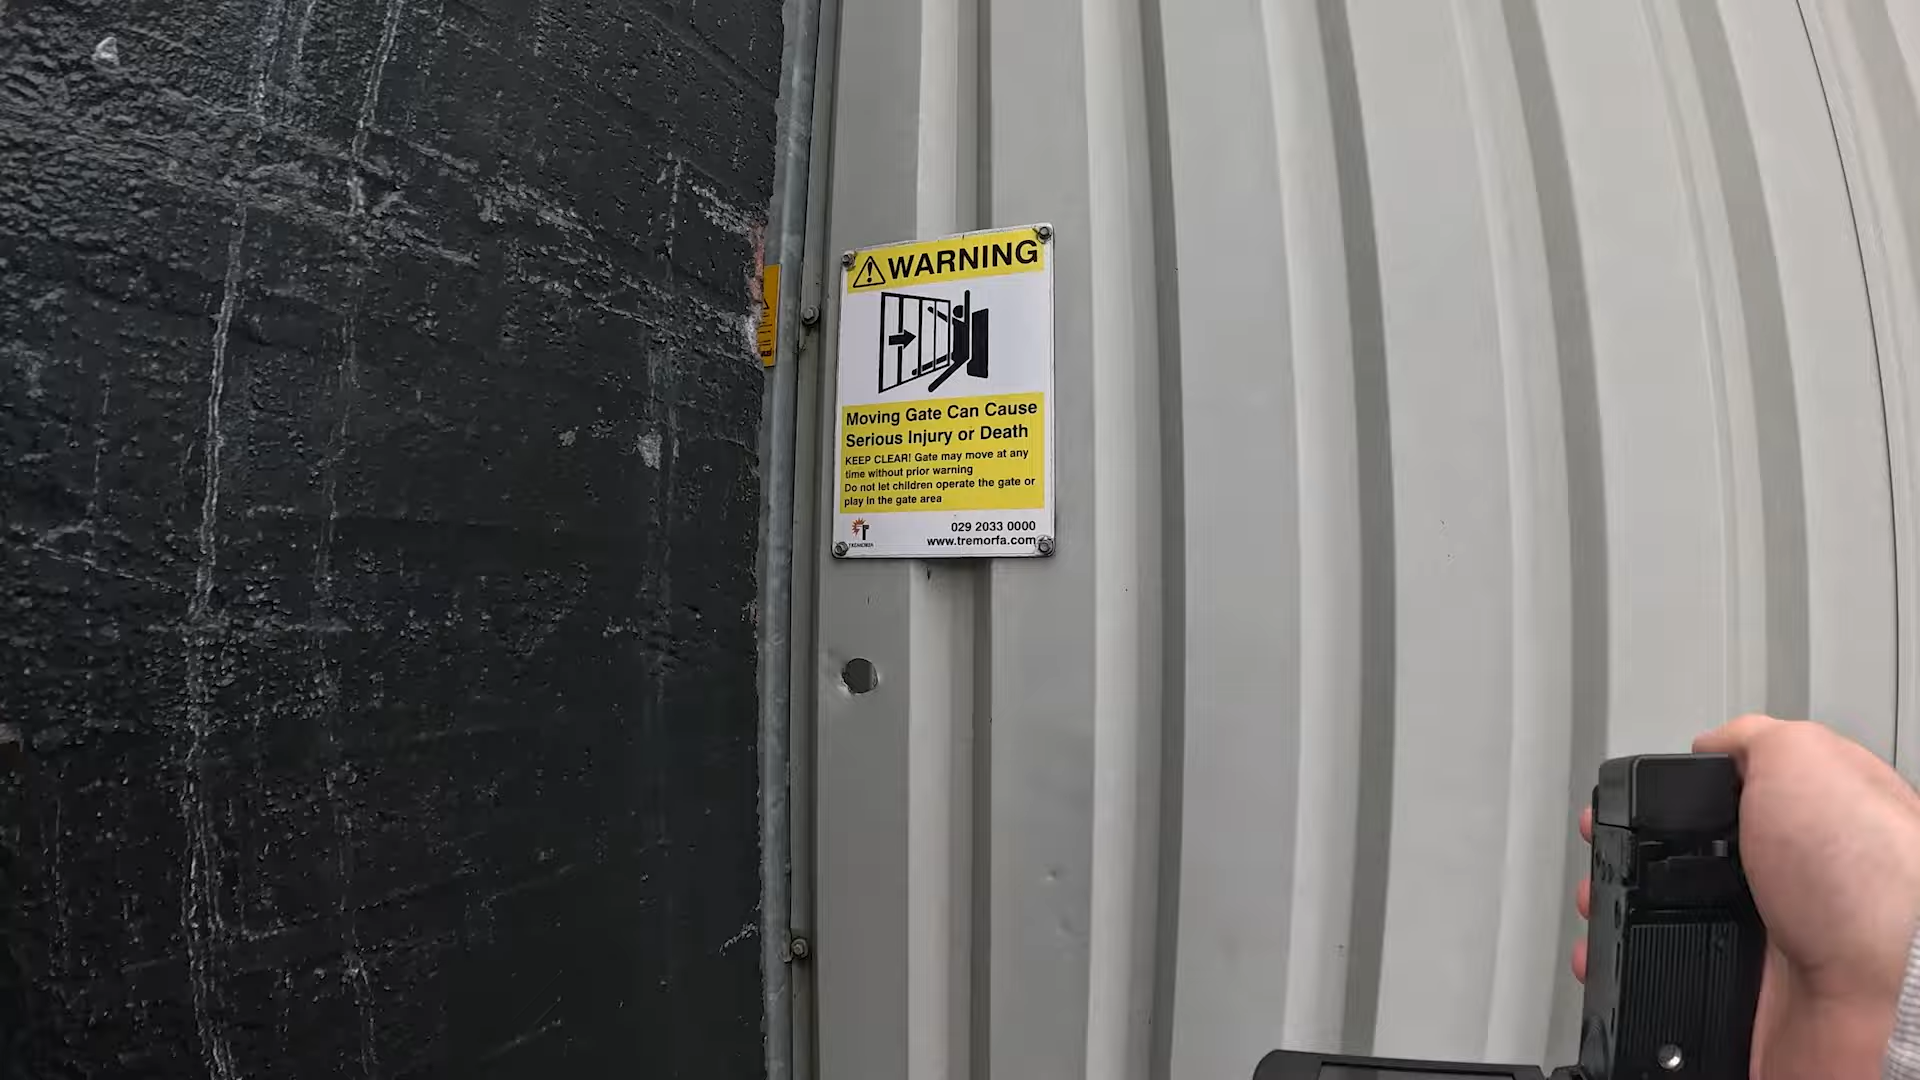 WARNING
Moving Gate Can Cause
Serious Injury or Death
KEEP CLEAR! Gate may move at any
time without prior warning
Do not let children operate the gate or
play in the gate area
TREMORFA
029 2033 0000
www.tremorfa.com